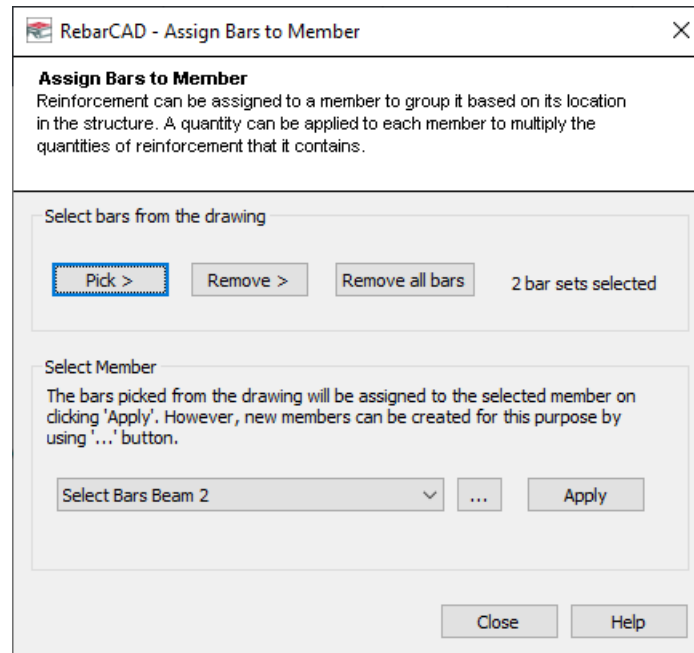 RebarCAD - Assign Bars to Member
Assign Bars to Member
Reinforcement can be assigned to a member to group it based on its location
in the structure. A quantity can be applied to each member to multiply the
quantities of reinforcement that it contains.
Select bars from the drawing
Pick > Remove > Remove all bars 2 bar sets selected
Select Member
The bars picked from the drawing will be assigned to the selected member on
clicking 'Apply'. However, new members can be created for this purpose by
using '...' button.
Select Bars Beam 2 ... Apply
Close Help